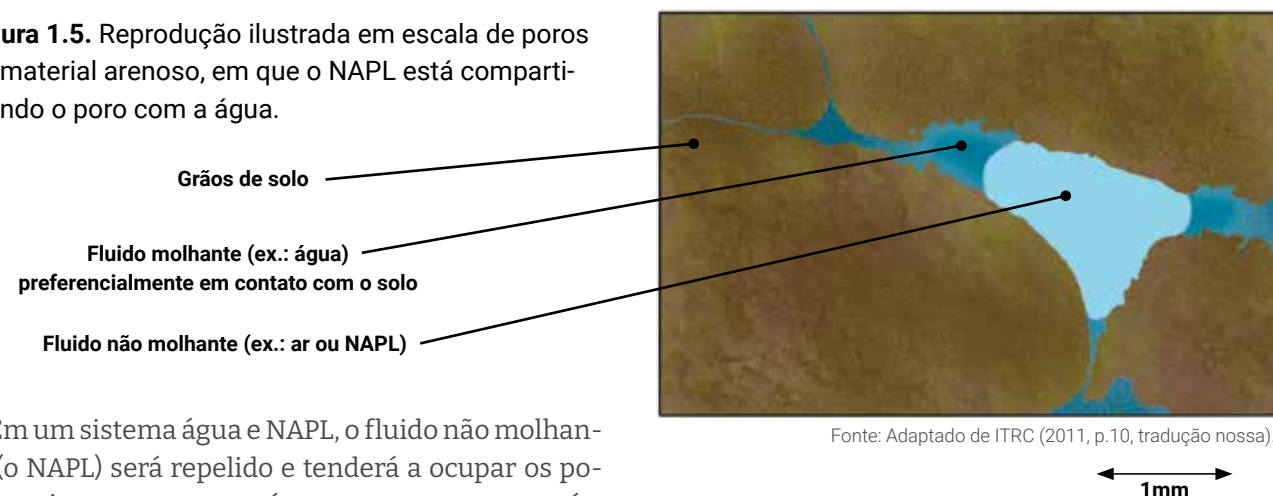 ura 1.5. Reprodução ilustrada em escala de poros
material arenoso, em que o NAPL está comparti-
ndo o poro com a água.
Grãos de solo
Fluido molhante (ex.: água)
preferencialmente em contato com o solo
Fluido não molhante (ex.: ar ou NAPL)
Em um sistema água e NAPL, o fluido não molhan-
(o NAPL) será repelido e tenderá a ocupar os po-
Fonte: Adaptado de ITRC (2011, p.10, tradução nossa).
1mm